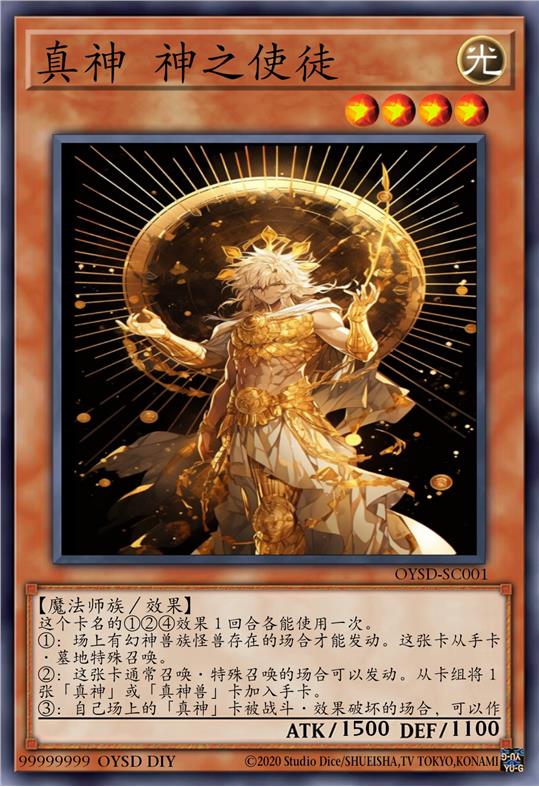 真神 神之使徒
光
OYSD-SC001
【魔法师族/效果】
这个卡名的①②④效果1回合各能使用一次。
①:场上有幻神兽族怪兽存在的场合才能发动。这张卡从手卡
·墓地特殊召唤。
②:这张卡通常召唤·特殊召唤的场合可以发动。从卡组将1
张「真神」或「真神兽」卡加入手卡。
③:自己场上的「真神」卡被战斗·效果破坏的场合,可以作
ATK/1500 DEF/1100
99999999 OYSD DIY ©2020 Studio Dice/SHUEISHA,TV TOKYO,KONAMI